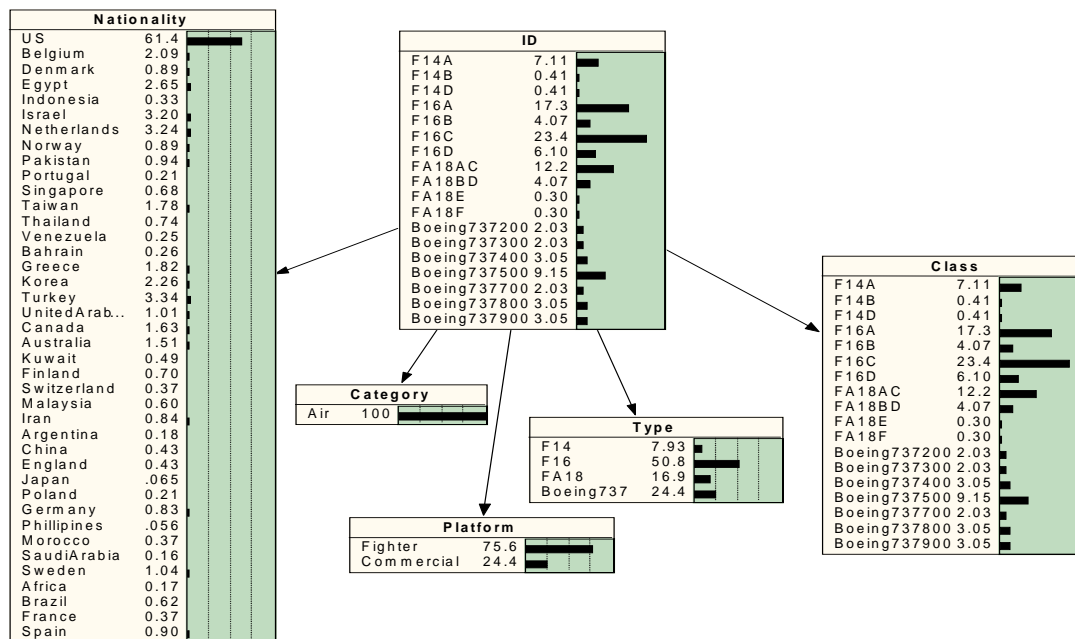 Nationality
US 61.4
Belgium 2.09
Denmark 0.89
Egypt 2.65
Indonesia 0.33
Israel 3.20
Netherlands 3.24
Norway 0.89
Pakistan 0.94
Portugal 0.21
Singapore 0.68
Taiwan 1.78
Thailand 0.74
Venezuela 0.25
Bahrain 0.26
Greece 1.82
Korea 2.26
Turkey 3.34
UnitedArab... 1.01
Canada 1.63
Australia 1.51
Kuwait 0.49
Finland 0.70
Switzerland 0.37
Malaysia 0.60
Iran 0.84
Argentina 0.18
China 0.43
England 0.43
Japan .065
Poland 0.21
Germany 0.83
Phillipines .056
Morocco 0.37
SaudiArabia 0.16
Sweden 1.04
Africa 0.17
Brazil 0.62
France 0.37
Spain 0.90
ID
F14A 7.11
F14B 0.41
F14D 0.41
F16A 17.3
F16B 4.07
F16C 23.4
F16D 6.10
FA18AC 12.2
FA18BD 4.07
FA18E 0.30
FA18F 0.30
Boeing737200 2.03
Boeing737300 2.03
Boeing737400 3.05
Boeing737500 9.15
Boeing737700 2.03
Boeing737800 3.05
Boeing737900 3.05
Category
Air 100
Platform
Fighter 75.6
Commercial 24.4
Type
F14 7.93
F16 50.8
FA18 16.9
Boeing737 24.4
Class
F14A 7.11
F14B 0.41
F14D 0.41
F16A 17.3
F16B 4.07
F16C 23.4
F16D 6.10
FA18AC 12.2
FA18BD 4.07
FA18E 0.30
FA18F 0.30
Boeing737200 2.03
Boeing737300 2.03
Boeing737400 3.05
Boeing737500 9.15
Boeing737700 2.03
Boeing737800 3.05
Boeing737900 3.05